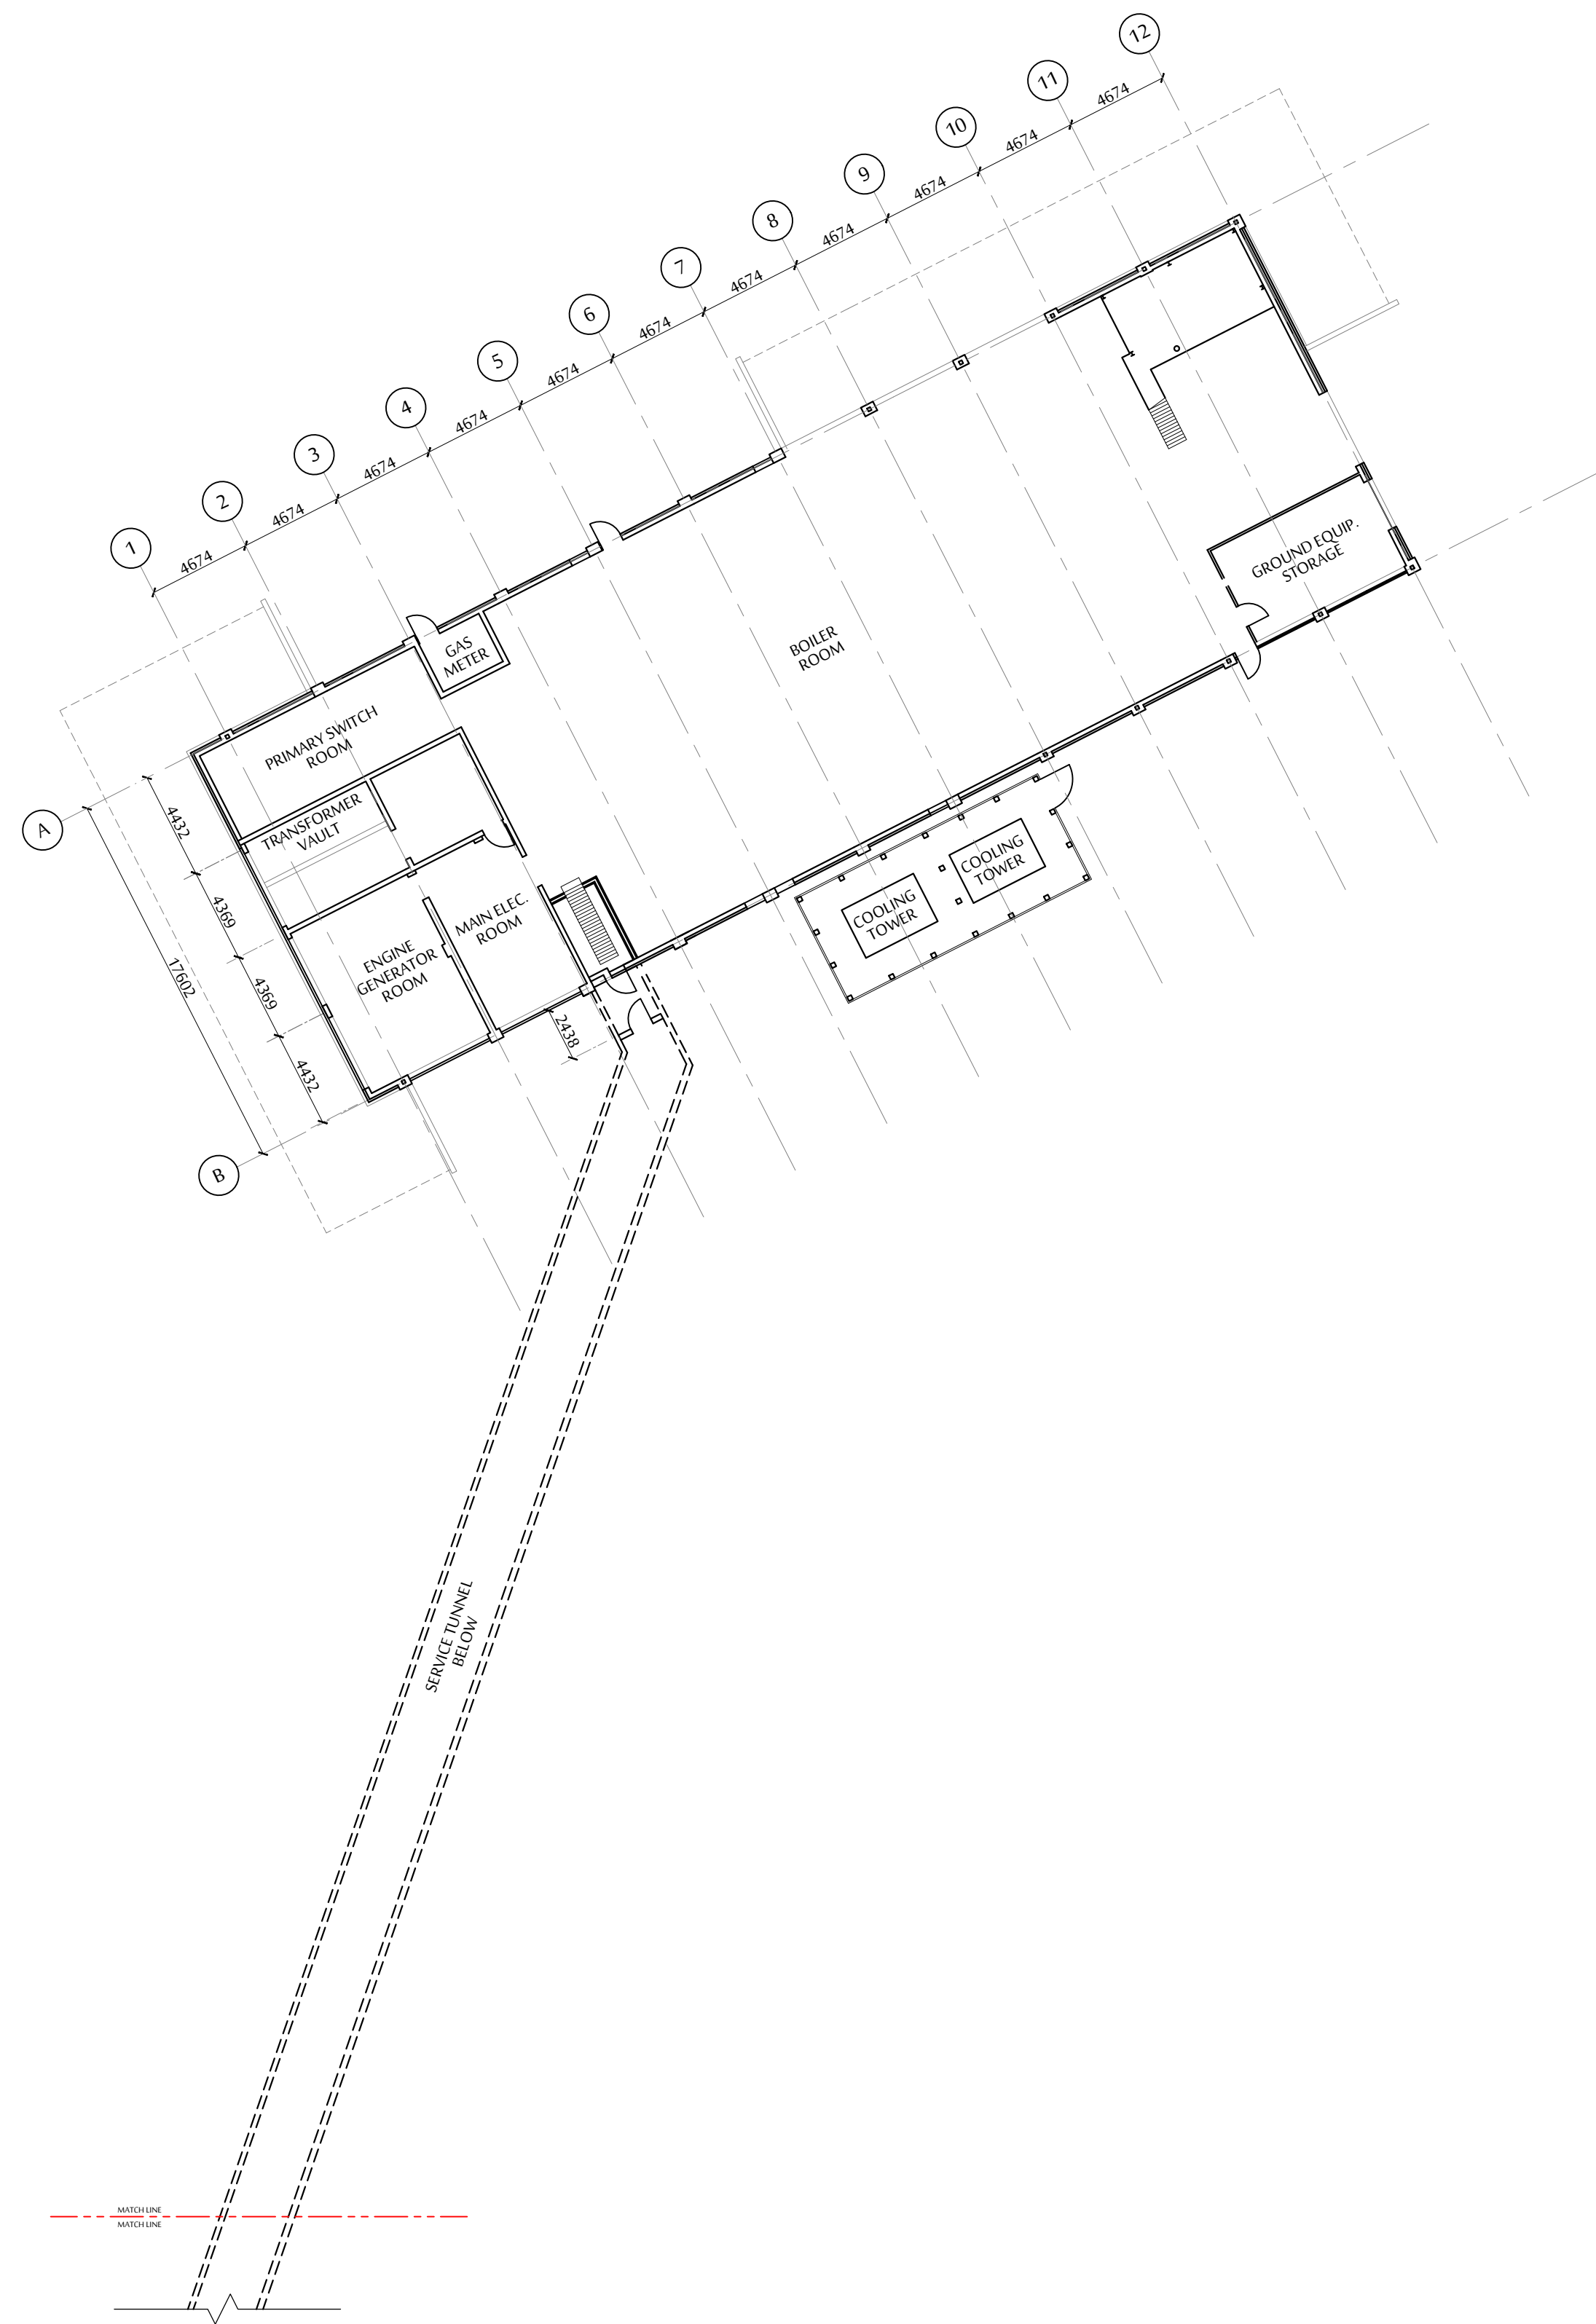 12
11
10
9
8
7
6
5
4
3
2
1
4674
4674
4674
4674
4674
4674
4674
4674
4674
4674
4674
GAS
METER
BOILER
ROOM
GROUND EQUIP.
STORAGE
PRIMARY SWITCH
ROOM
TRANSFORMER
VAULT
A
4432
4369
4369
4432
17602
B
MAIN ELEC.
ROOM
ENGINE
GENERATOR
ROOM
COOLING
TOWER
COOLING
TOWER
2438
SERVICE TUNNEL
BELOW
MATCH LINE
MATCH LINE